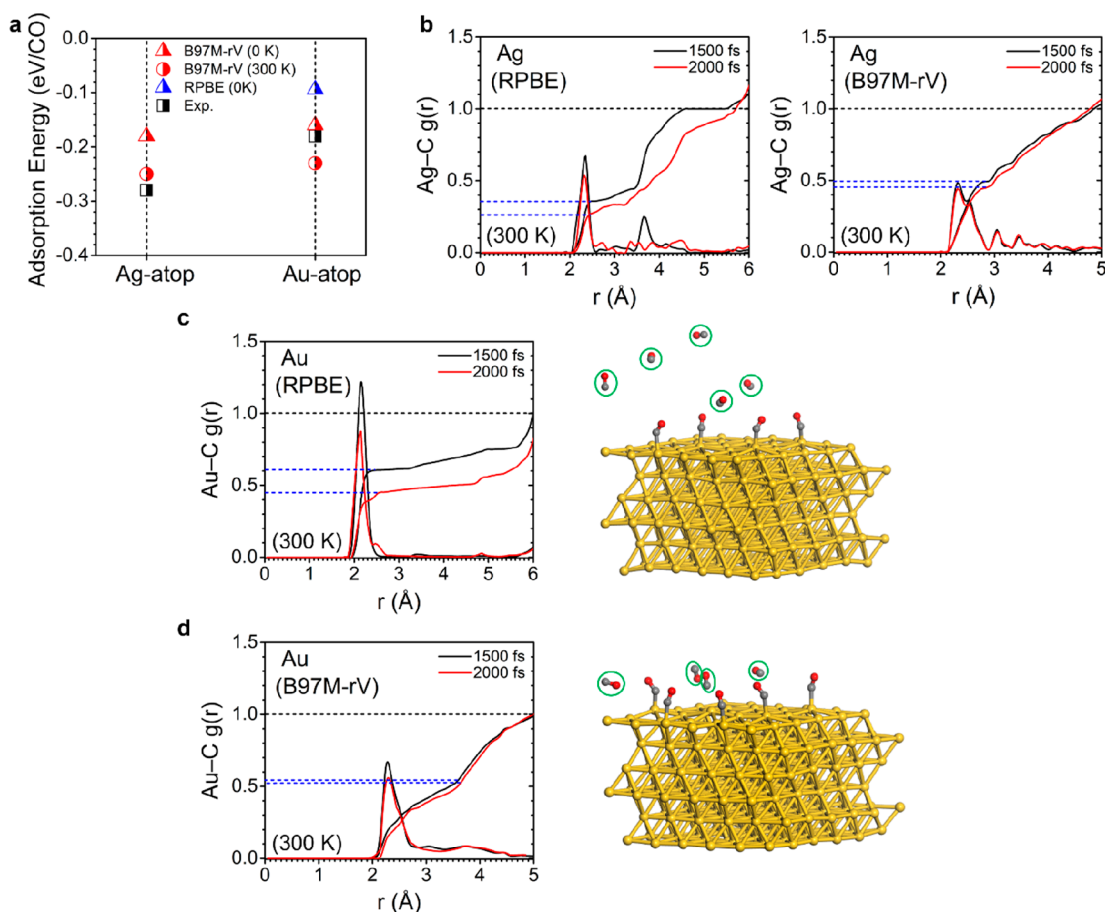 a
Adsorption Energy (eV/CO)
0.0
-0.1
-0.2
-0.3
-0.4
B97M-rV (0 K)
B97M-rV (300 K)
RPBE (0K)
Exp.
Ag-atop
Au-atop
b
Ag–C g(r)
1.5
1.0
0.5
0.0
Ag
(RPBE)
1500 fs
2000 fs
(300 K)
0 1 2 3 4 5 6
r (Å)
Ag–C g(r)
1.5
1.0
0.5
0.0
Ag
(B97M-rV)
1500 fs
2000 fs
(300 K)
0 1 2 3 4 5
r (Å)
c
Au–C g(r)
1.5
1.0
0.5
0.0
Au
(RPBE)
1500 fs
2000 fs
(300 K)
0 1 2 3 4 5 6
r (Å)
d
Au–C g(r)
1.5
1.0
0.5
0.0
Au
(B97M-rV)
1500 fs
2000 fs
(300 K)
0 1 2 3 4 5
r (Å)